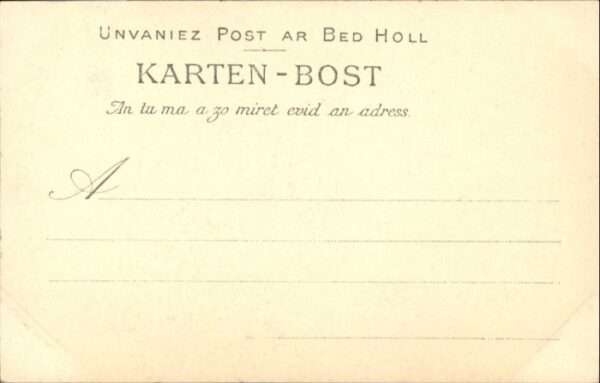 UNVANIEZ POST AR BED HOLL
KARTEN-BOST
An tu ma a zo miret evid an adress.
A